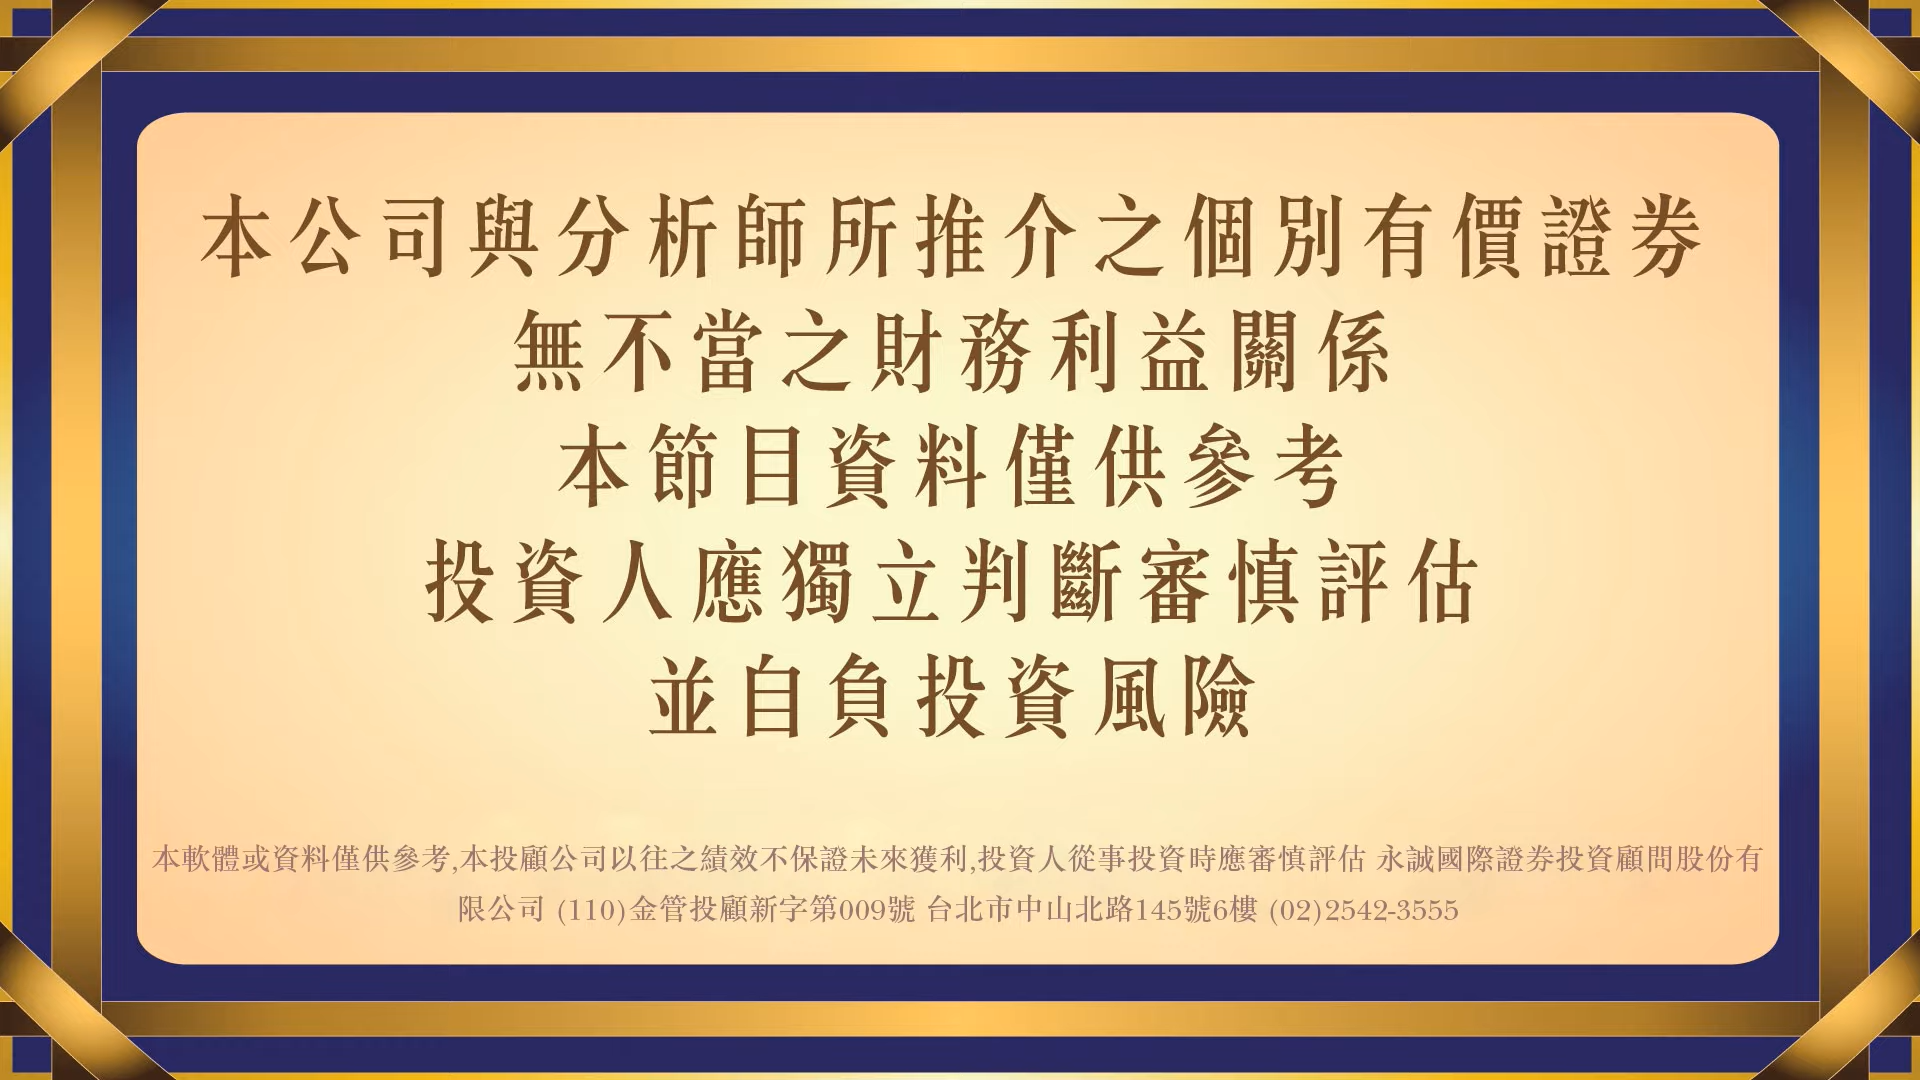 本公司與分析師所推介之個別有價證券
無不當之財務利益關係
本節目資料僅供參考
投資人應獨立判斷審慎評估
並自負投資風險
本軟體或資料僅供參考,本投顧公司以往之績效不保證未來獲利,投資人從事投資時應審慎評估 永誠國際證券投資顧問股份有
限公司 (110)金管投顧新字第009號 台北市中山北路145號6樓 (02)2542-3555